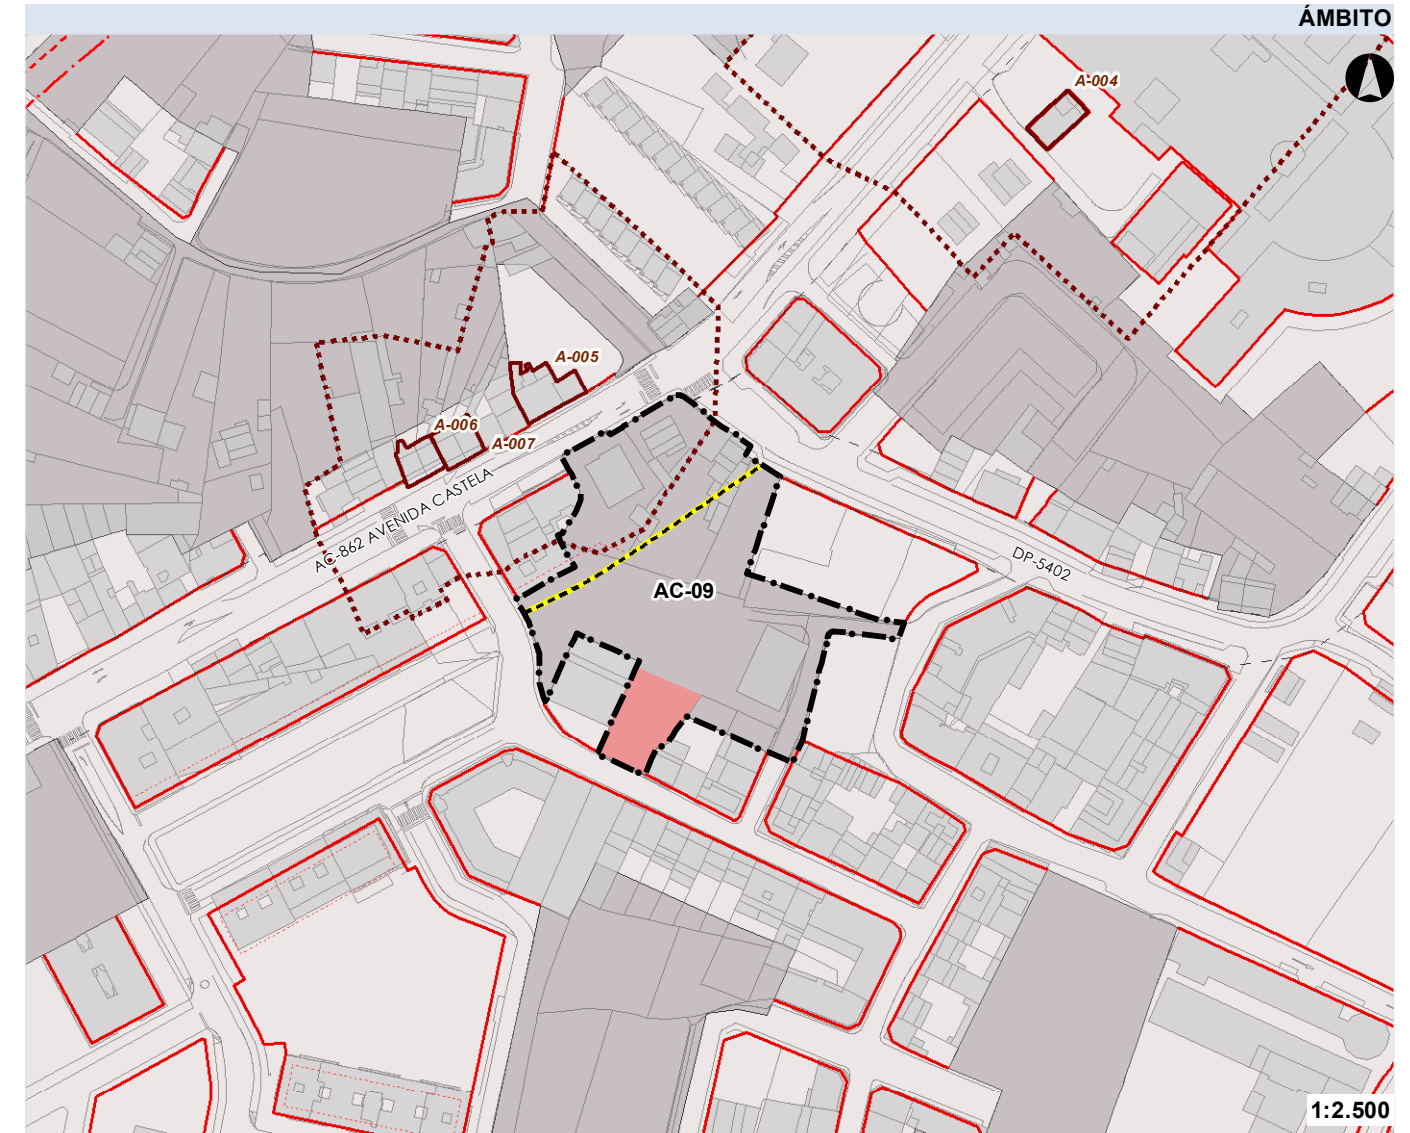 ÁMBITO
A-004
A-005
A-006
A-007
AC-862 AVENIDA CASTELA
DP-5402
AC-09
1:2.500